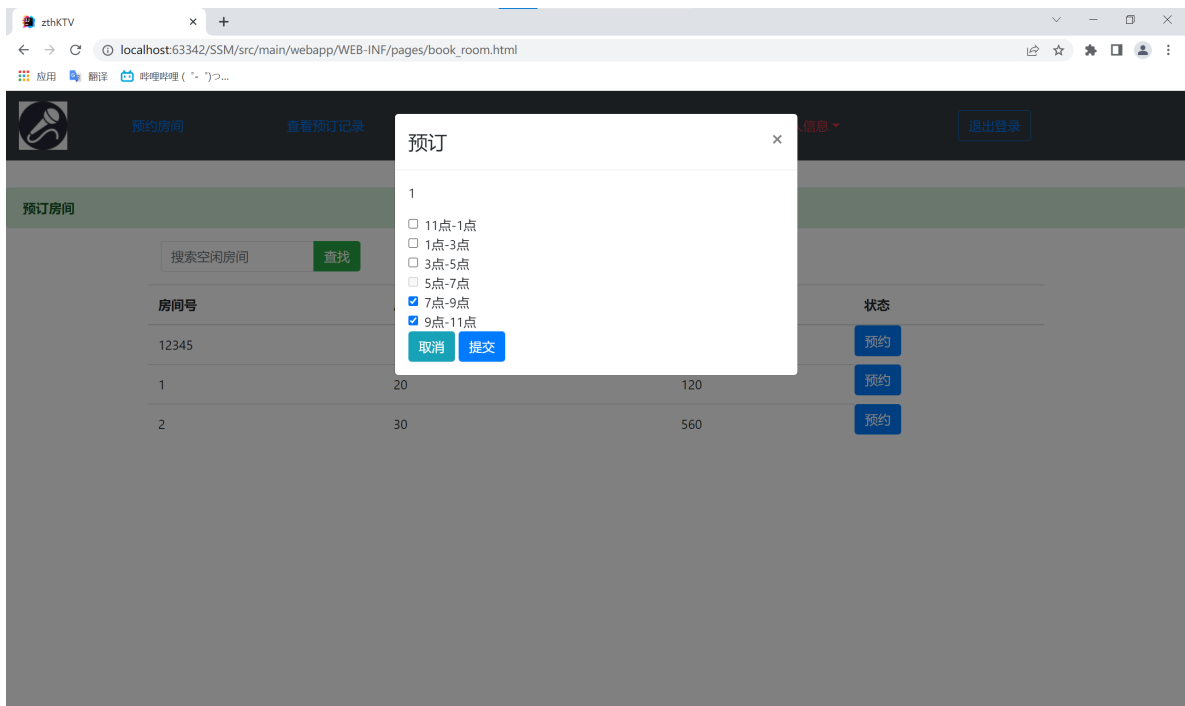 zthKTV
localhost:63342/SSM/src/main/webapp/WEB-INF/pages/book_room.html
应用 翻译 哔哩哔哩 ( ゜- ゜)つ...
预约房间 查看预订记录 人信息 退出登录
预订 ×
1
11点-1点
1点-3点
3点-5点
5点-7点
7点-9点
9点-11点
取消 提交
预订房间
搜索空闲房间 查找
房间号 状态
12345 预约
1 20 120 预约
2 30 560 预约